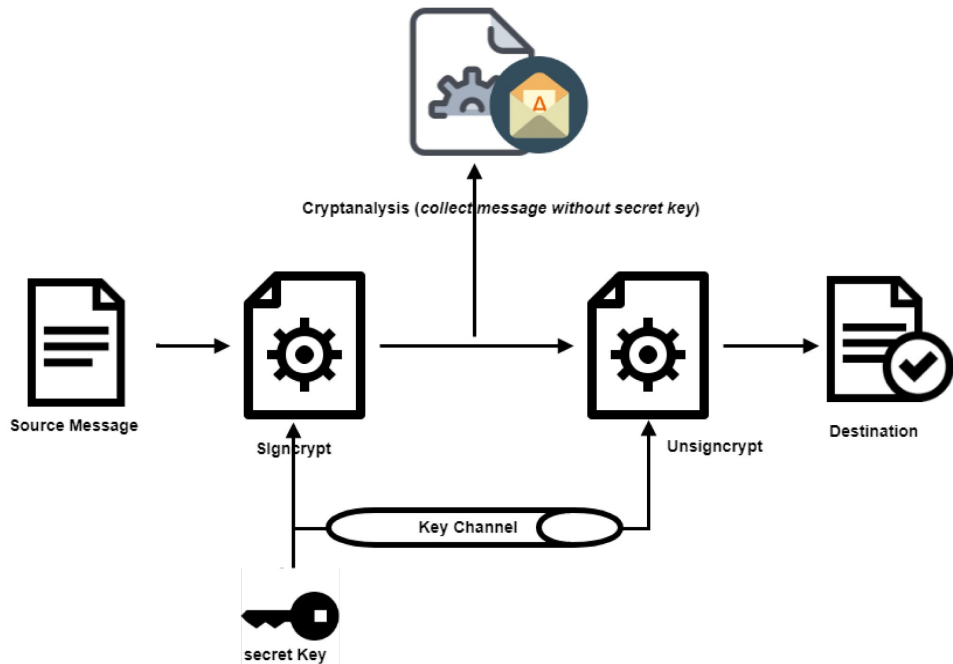 Cryptanalysis (collect message without secret key)
Source Message
SIgncrypt
Unsigncrypt
Destination
Key Channel
secret Key